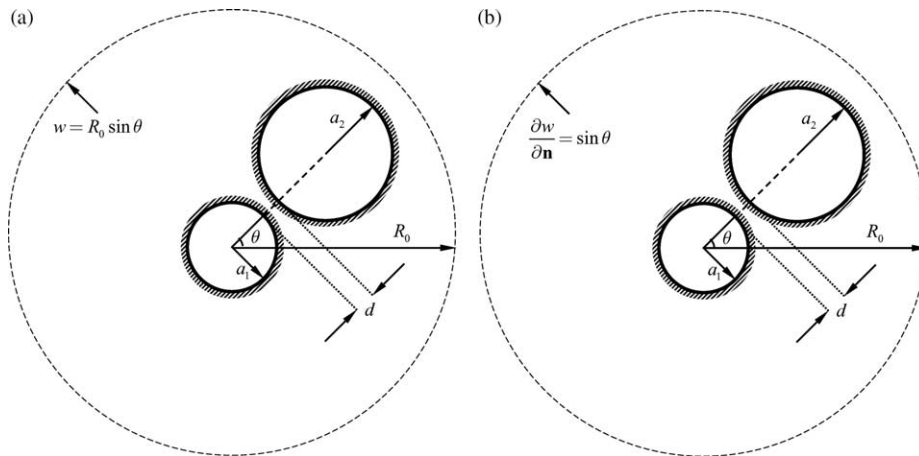 (a)
w = R₀ sin θ
a₂
θ
R₀
a₁
d
(b)
∂w/∂n = sin θ
a₂
θ
R₀
a₁
d